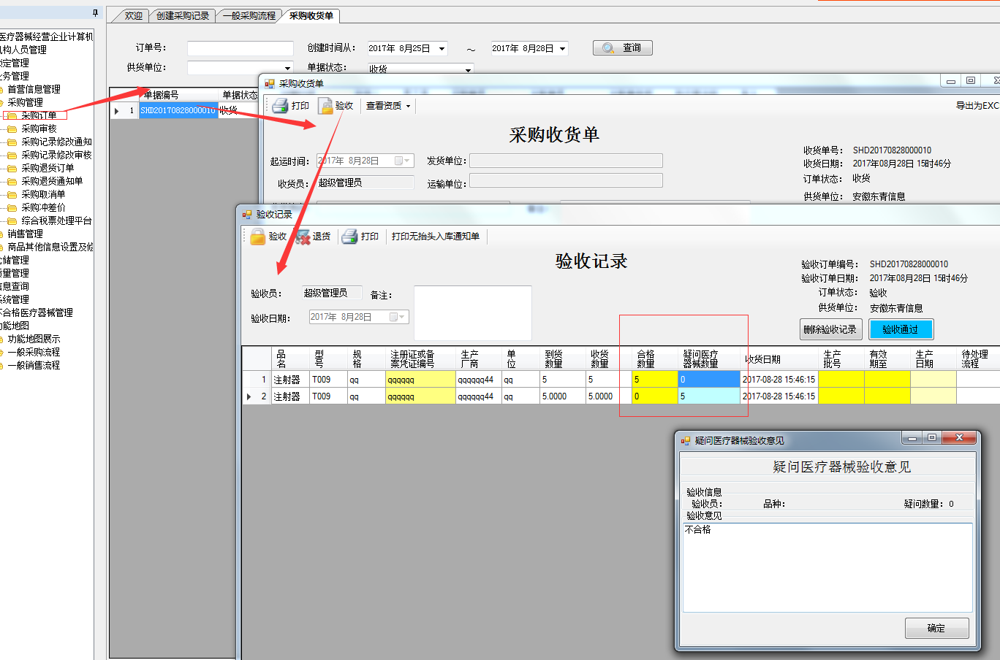 欢迎
创建采购记录
一般采购流程
采购收货单
医疗器械经营企业计算机
机构人员管理
锁定管理
业务管理
首营信息管理
采购管理
采购订单
采购审核
采购记录修改通知
采购记录修改审核
采购退货订单
采购退货通知单
采购取消单
采购冲差价
综合税票处理平台
销售管理
商品其他信息设置及修
仓储管理
质量管理
信息查询
系统管理
不合格医疗器械管理
功能地图
功能地图展示
一般采购流程
一般销售流程
订单号:
创建时间从:
2017年 8月25日
～
2017年 8月28日
查询
供货单位:
单据状态:
收货
单据编号
单据状态
1
SHD20170828000010
收货
采购收货单
打印
验收
查看资质
导出为EXC
采购收货单
起运时间:
2017年 8月28日
发货单位:
收货员:
超级管理员
运输单位:
收货单号:
SHD20170828000010
收货日期:
2017年08月28日 15时46分
订单状态:
收货
供货单位:
安徽东青信息
验收记录
验收
退货
打印
打印无抬头入库通知单
验收记录
验收员:
超级管理员
备注:
验收日期:
2017年 8月28日
验收订单编号:
SHD20170828000010
验收订单日期:
2017年08月28日 15时46分
订单状态:
验收
供货单位:
安徽东青信息
删除验收记录
验收通过
品名 型号 规格 注册证或备案凭证编号 生产厂商 单位 到货数量 收货数量 合格数量 疑问医疗器械数量 收货日期 生产批号 有效期至 生产日期 待处理流程
1 注射器 T009 qq qqqqqq qqqqqq44 qq 5 5 5 0 2017-08-28 15:46:15
2 注射器 T009 qq qqqqqq qqqqqq44 qq 5.0000 5.0000 0 5 2017-08-28 15:46:15
疑问医疗器械验收意见
疑问医疗器械验收意见
验收信息
验收员:
品种:
疑问数量: 0
验收意见
不合格
确定